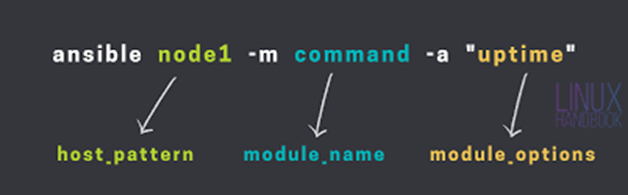 ansible node1 -m command -a "uptime"
LINUX
HANDBOOK
host_pattern module_name module_options